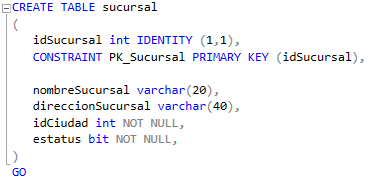 CREATE TABLE sucursal
(
idSucursal int IDENTITY (1,1),
CONSTRAINT PK_Sucursal PRIMARY KEY (idSucursal),
nombreSucursal varchar(20),
direccionSucursal varchar(40),
idCiudad int NOT NULL,
estatus bit NOT NULL,
)
GO